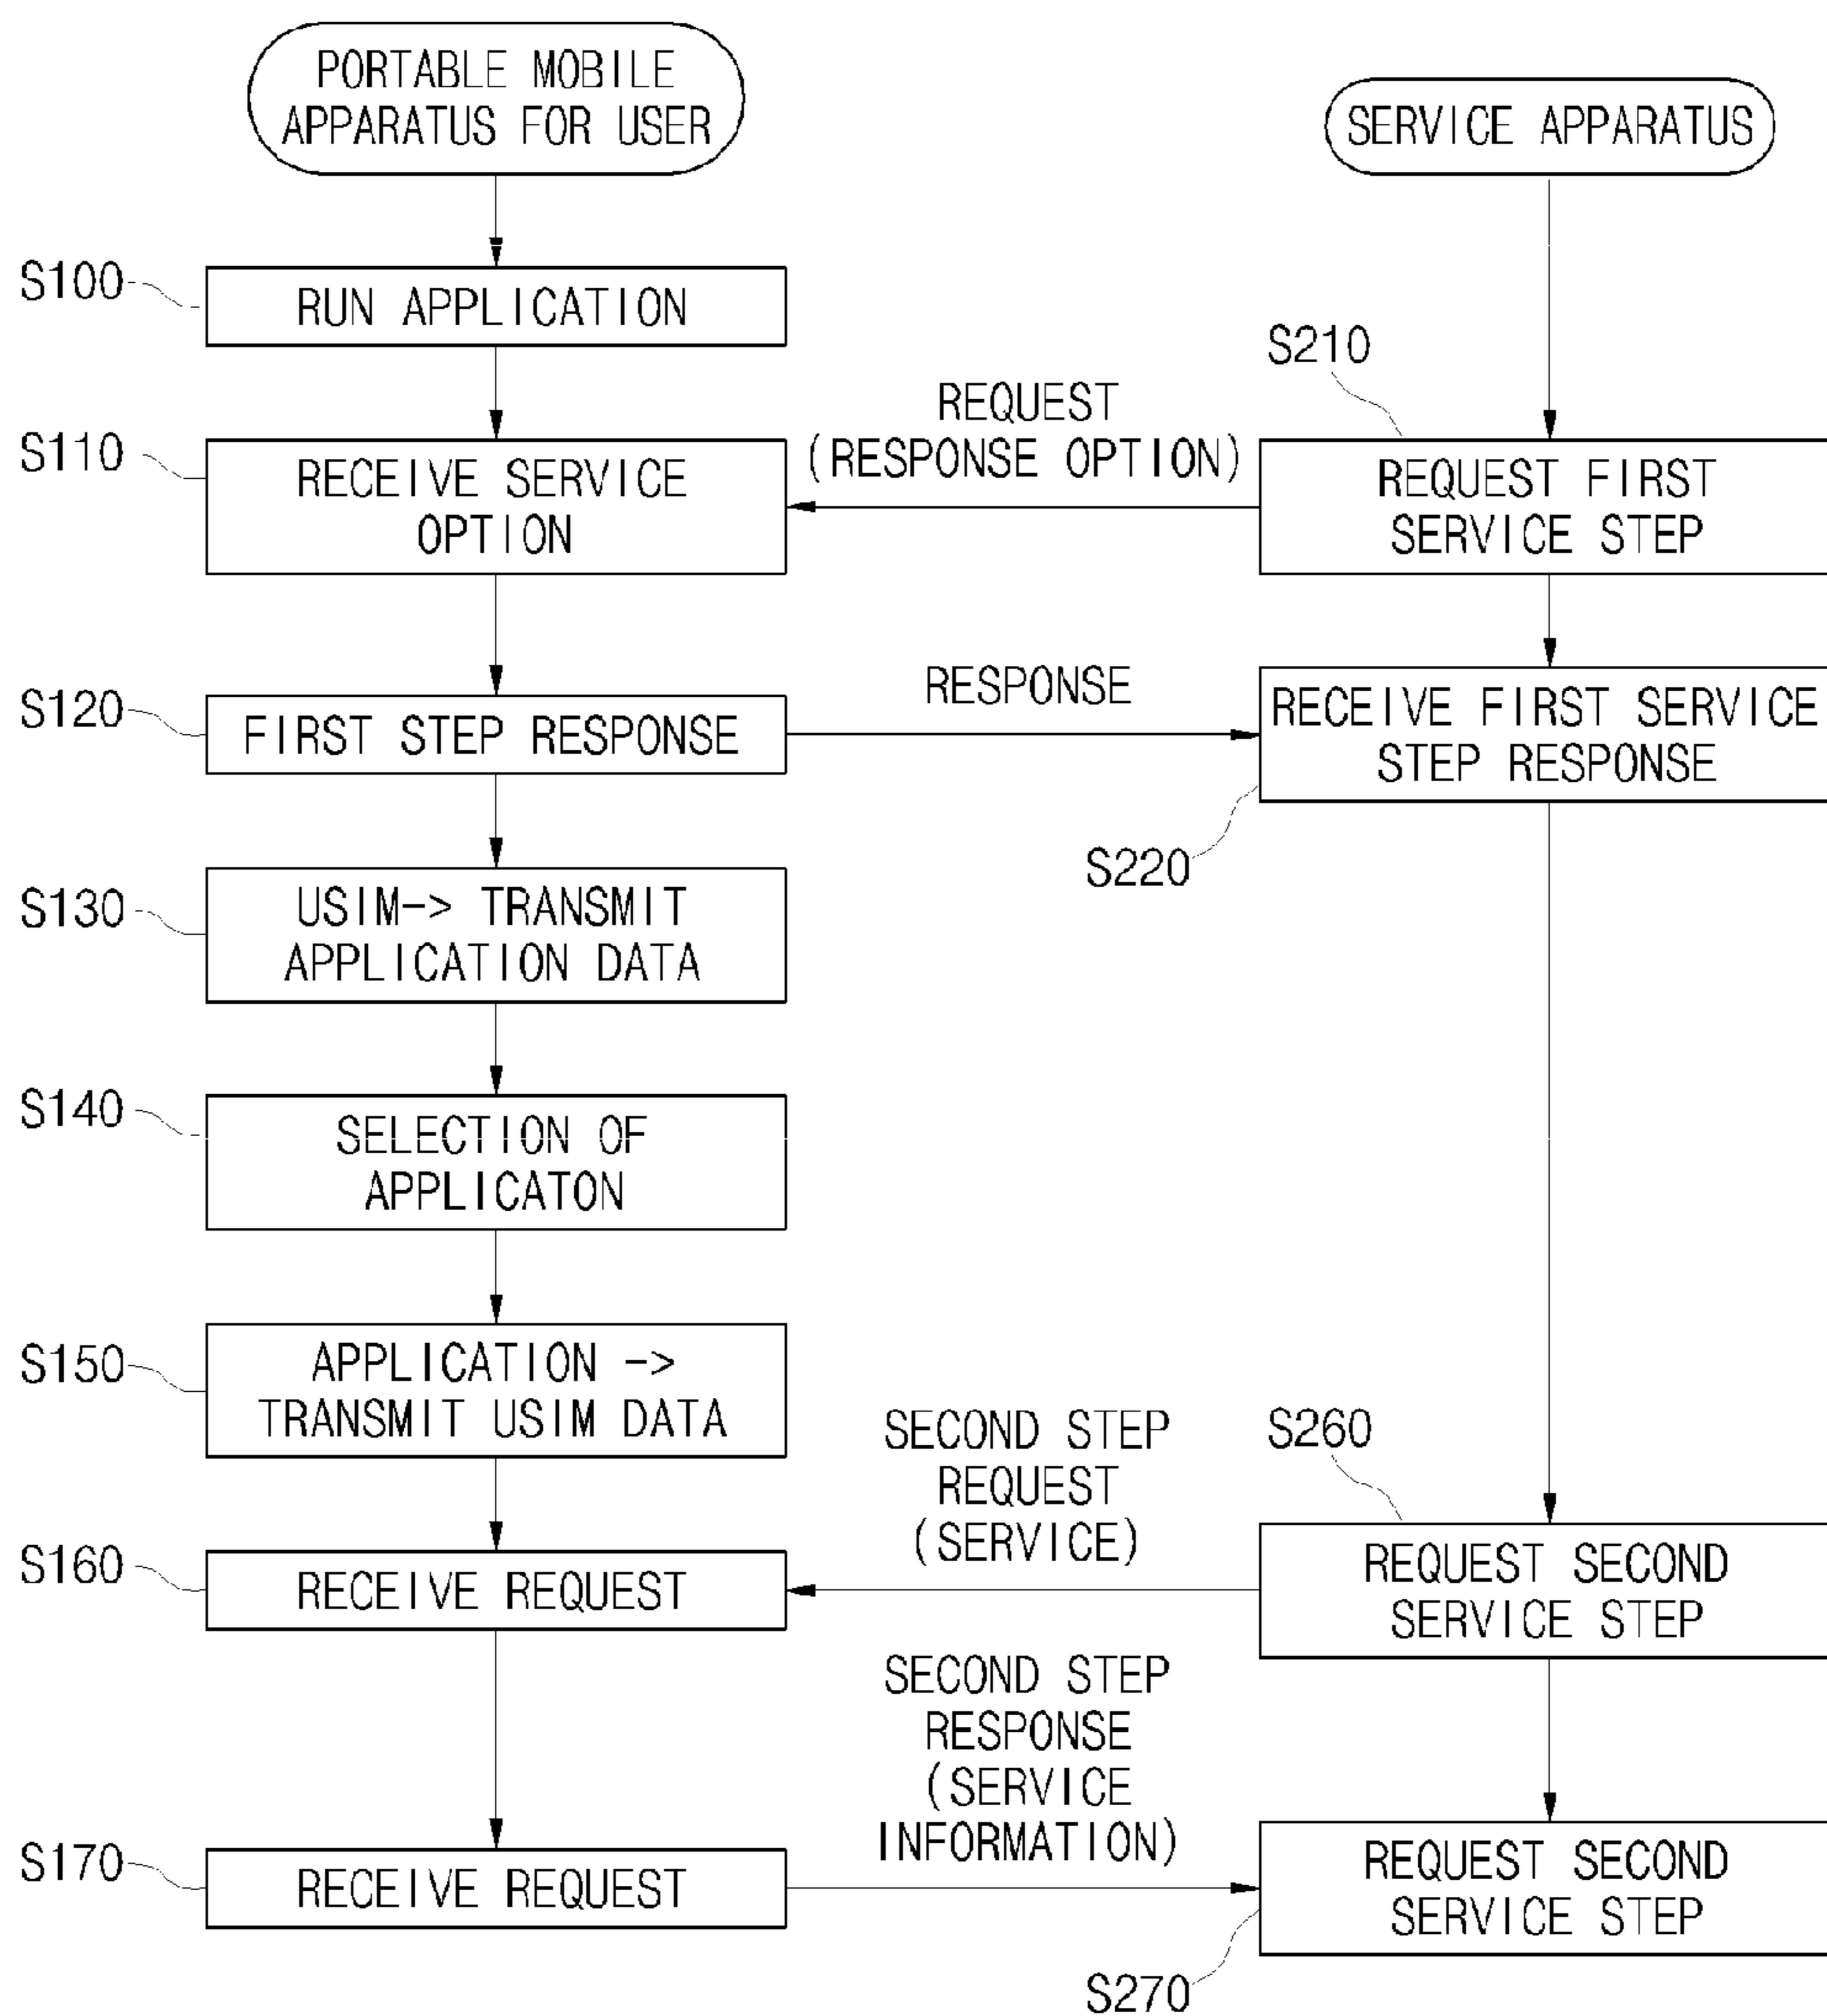 PORTABLE MOBILE
APPARATUS FOR USER
SERVICE APPARATUS
S100
RUN APPLICATION
S210
REQUEST
(RESPONSE OPTION)
S110
RECEIVE SERVICE
OPTION
REQUEST FIRST
SERVICE STEP
RESPONSE
S120
FIRST STEP RESPONSE
RECEIVE FIRST SERVICE
STEP RESPONSE
S220
S130
USIM-> TRANSMIT
APPLICATION DATA
S140
SELECTION OF
APPLICATON
S150
APPLICATION ->
TRANSMIT USIM DATA
SECOND STEP
REQUEST
(SERVICE)
S260
S160
RECEIVE REQUEST
REQUEST SECOND
SERVICE STEP
SECOND STEP
RESPONSE
(SERVICE
INFORMATION)
S170
RECEIVE REQUEST
REQUEST SECOND
SERVICE STEP
S270